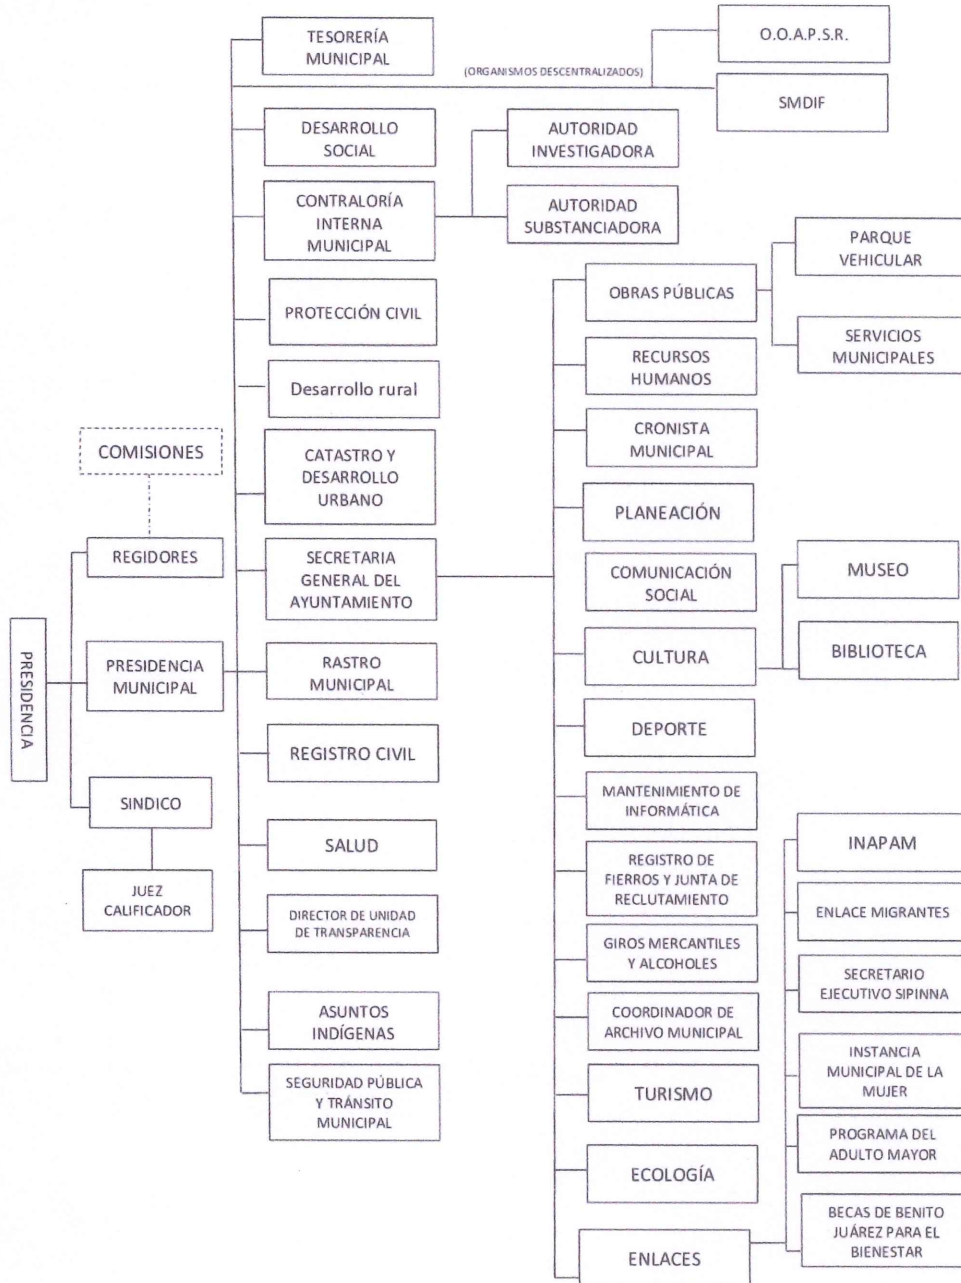 TESORERÍA
MUNICIPAL
(ORGANISMOS DESCENTRALIZADOS)
O.O.A.P.S.R.
SMDIF
DESARROLLO
SOCIAL
CONTRALORÍA
INTERNA
MUNICIPAL
AUTORIDAD
INVESTIGADORA
AUTORIDAD
SUBSTANCIADORA
PROTECCIÓN CIVIL
Desarrollo rural
CATASTRO Y
DESARROLLO
URBANO
SECRETARIA
GENERAL DEL
AYUNTAMIENTO
RASTRO
MUNICIPAL
REGISTRO CIVIL
SALUD
DIRECTOR DE UNIDAD
DE TRANSPARENCIA
ASUNTOS
INDÍGENAS
SEGURIDAD PÚBLICA
Y TRÁNSITO
MUNICIPAL
COMISIONES
REGIDORES
PRESIDENCIA
PRESIDENCIA
MUNICIPAL
SINDICO
JUEZ
CALIFICADOR
OBRAS PÚBLICAS
PARQUE
VEHICULAR
SERVICIOS
MUNICIPALES
RECURSOS
HUMANOS
CRONISTA
MUNICIPAL
PLANEACIÓN
COMUNICACIÓN
SOCIAL
CULTURA
MUSEO
BIBLIOTECA
DEPORTE
MANTENIMIENTO DE
INFORMÁTICA
REGISTRO DE
FIERROS Y JUNTA DE
RECLUTAMIENTO
GIROS MERCANTILES
Y ALCOHOLES
COORDINADOR DE
ARCHIVO MUNICIPAL
TURISMO
ECOLOGÍA
ENLACES
INAPAM
ENLACE MIGRANTES
SECRETARIO
EJECUTIVO SIPINNA
INSTANCIA
MUNICIPAL DE LA
MUJER
PROGRAMA DEL
ADULTO MAYOR
BECAS DE BENITO
JUÁREZ PARA EL
BIENESTAR